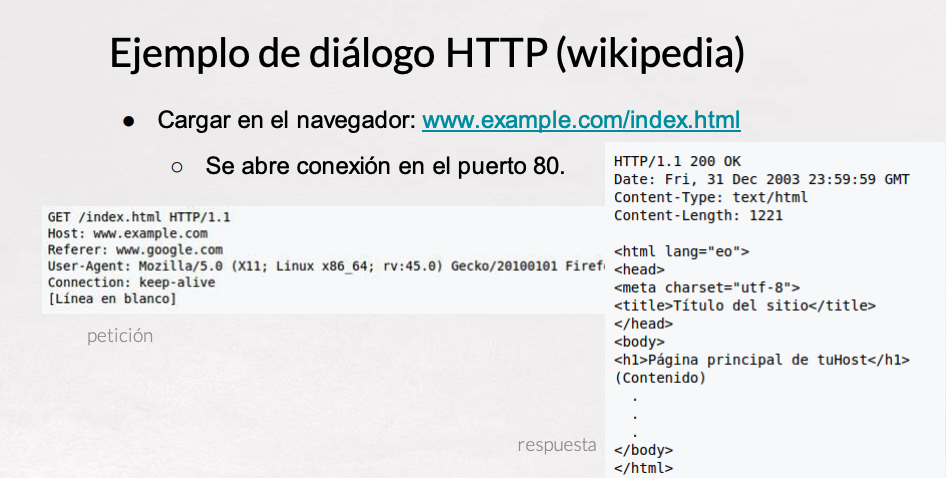 Ejemplo de diálogo HTTP (wikipedia)
● Cargar en el navegador: www.example.com/index.html
○ Se abre conexión en el puerto 80.
GET /index.html HTTP/1.1
Host: www.example.com
Referer: www.google.com
User-Agent: Mozilla/5.0 (X11; Linux x86_64; rv:45.0) Gecko/20100101
Connection: keep-alive
[Línea en blanco]
petición
HTTP/1.1 200 OK
Date: Fri, 31 Dec 2003 23:59:59 GMT
Content-Type: text/html
Content-Length: 1221
<html lang="eo">
<head>
<meta charset="utf-8">
<title>Título del sitio</title>
</head>
<body>
<h1>Página principal de tuHost</h1>
(Contenido)
.
.
.
</body>
</html>
respuesta